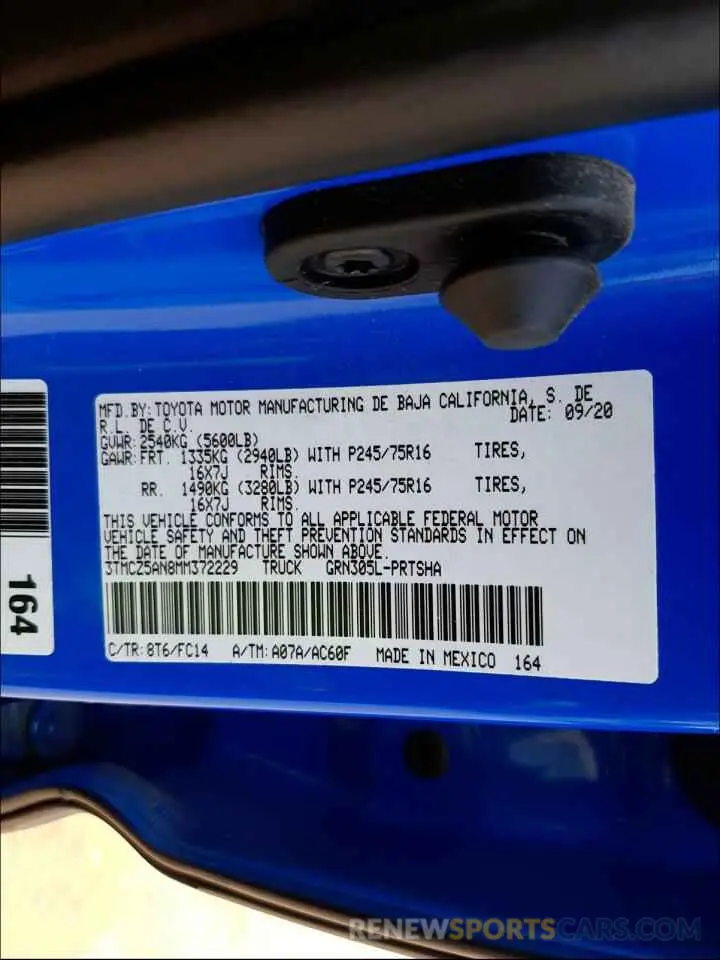 MFD.BY:TOYOTA MOTOR MANUFACTURING DE BAJA CALIFORNIA, S. DE
R.L. DE C.V. DATE: 09/20
GVWR:2540KG (5600LB)
GAWR:FRT. 1335KG (2940LB) WITH P245/75R16 TIRES,
16X7J RIMS.
RR. 1490KG (3280LB) WITH P245/75R16 TIRES,
16X7J RIMS.
THIS VEHICLE CONFORMS TO ALL APPLICABLE FEDERAL MOTOR
VEHICLE SAFETY AND THEFT PREVENTION STANDARDS IN EFFECT ON
THE DATE OF MANUFACTURE SHOWN ABOVE.
3TMCZ5AN8MM372229 TRUCK GRN305L-PRTSHA
C/TR:8T6/FC14 A/TM:A07A/AC60F MADE IN MEXICO 164
164
RENEWSPORTSCARS.COM